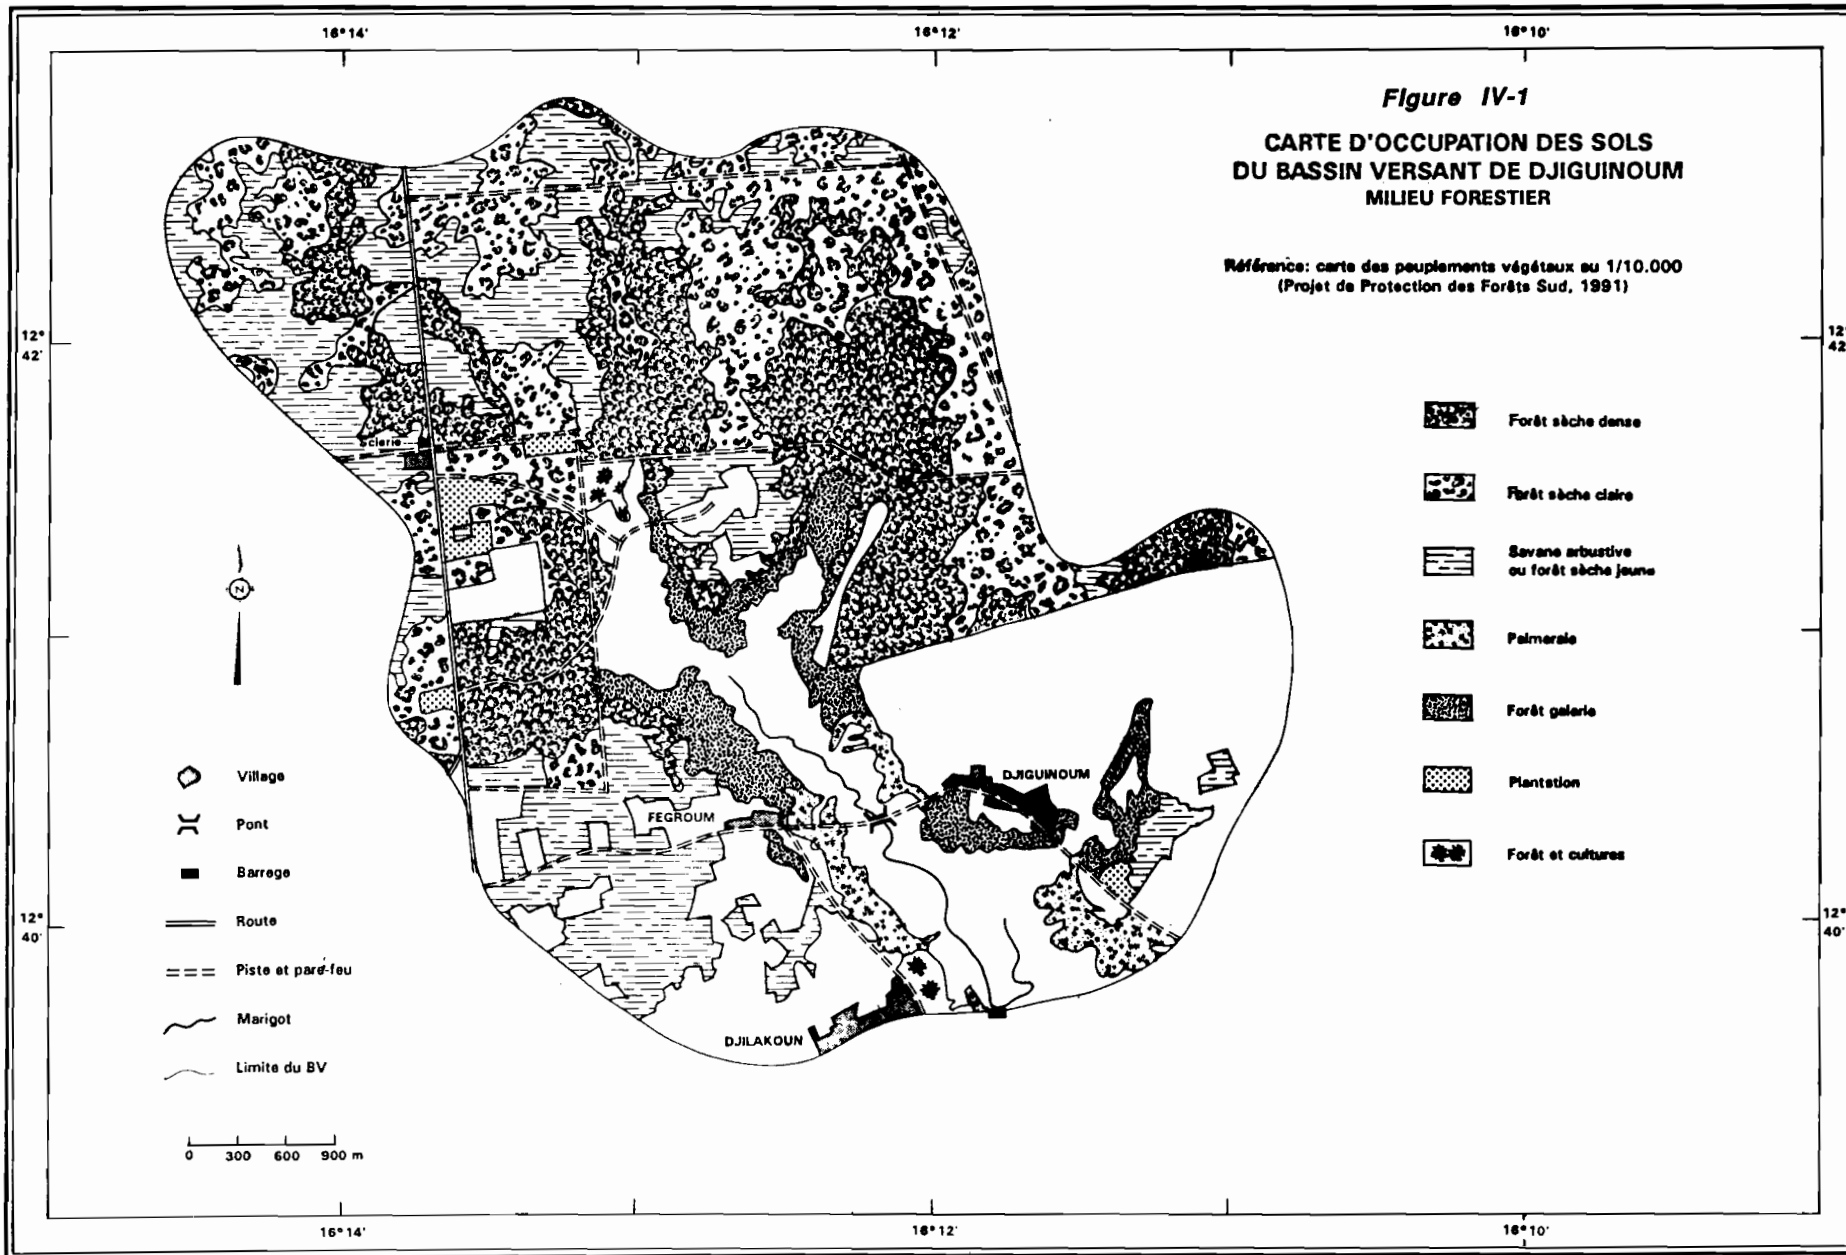 16°14'
16°12'
16°10'
Figure IV-1
CARTE D'OCCUPATION DES SOLS
DU BASSIN VERSANT DE DJIGUINOUM
MILIEU FORESTIER
Référence: carte des peuplements végétaux au 1/10.000
(Projet de Protection des Forêts Sud, 1991)
12°
42'
12°
42'
Forêt sèche dense
Forêt sèche claire
Savane arbustive
ou forêt sèche jeune
Palmeraie
Forêt galerie
Plantation
Forêt et cultures
Scierie
N
Village
Pont
Barrage
Route
Piste et pare-feu
Marigot
Limite du BV
DJIGUINOUM
FEGROUM
DJILAKOUN
12°
40'
12°
40'
0 300 600 900 m
16°14'
16°12'
16°10'